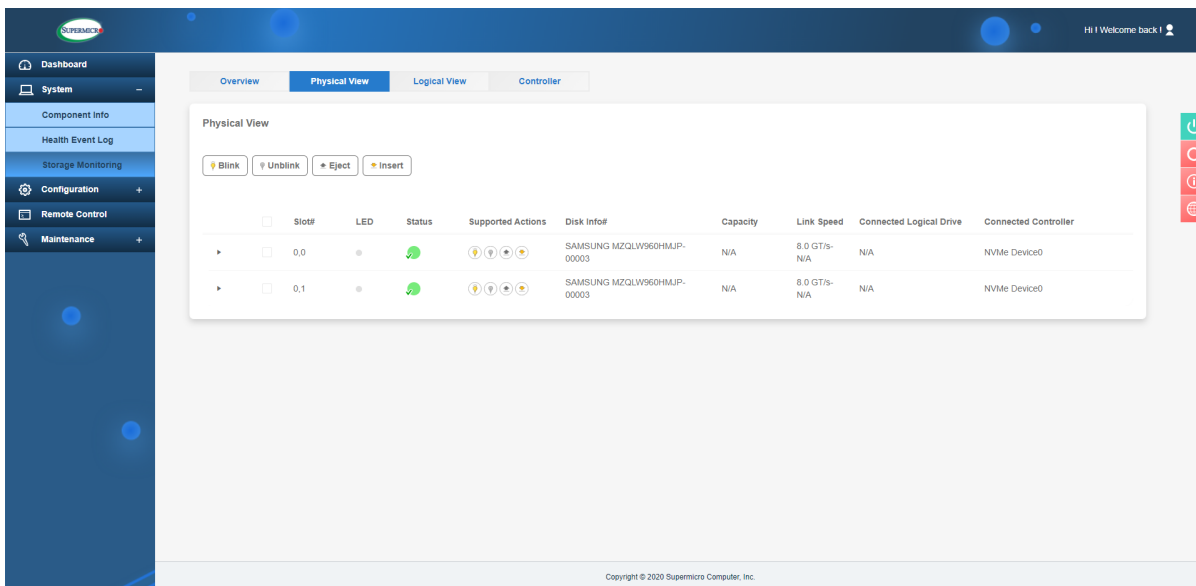 SUPERMICR
Hi ! Welcome back !
Dashboard
System −
Component Info
Health Event Log
Storage Monitoring
Configuration +
Remote Control
Maintenance +
Overview Physical View Logical View Controller
Physical View
Blink Unblink Eject Insert
Slot# LED Status Supported Actions Disk Info# Capacity Link Speed Connected Logical Drive Connected Controller
0,0 SAMSUNG MZQLW960HMJP-00003 N/A 8.0 GT/s-N/A N/A NVMe Device0
0,1 SAMSUNG MZQLW960HMJP-00003 N/A 8.0 GT/s-N/A N/A NVMe Device0
Copyright © 2020 Supermicro Computer, Inc.